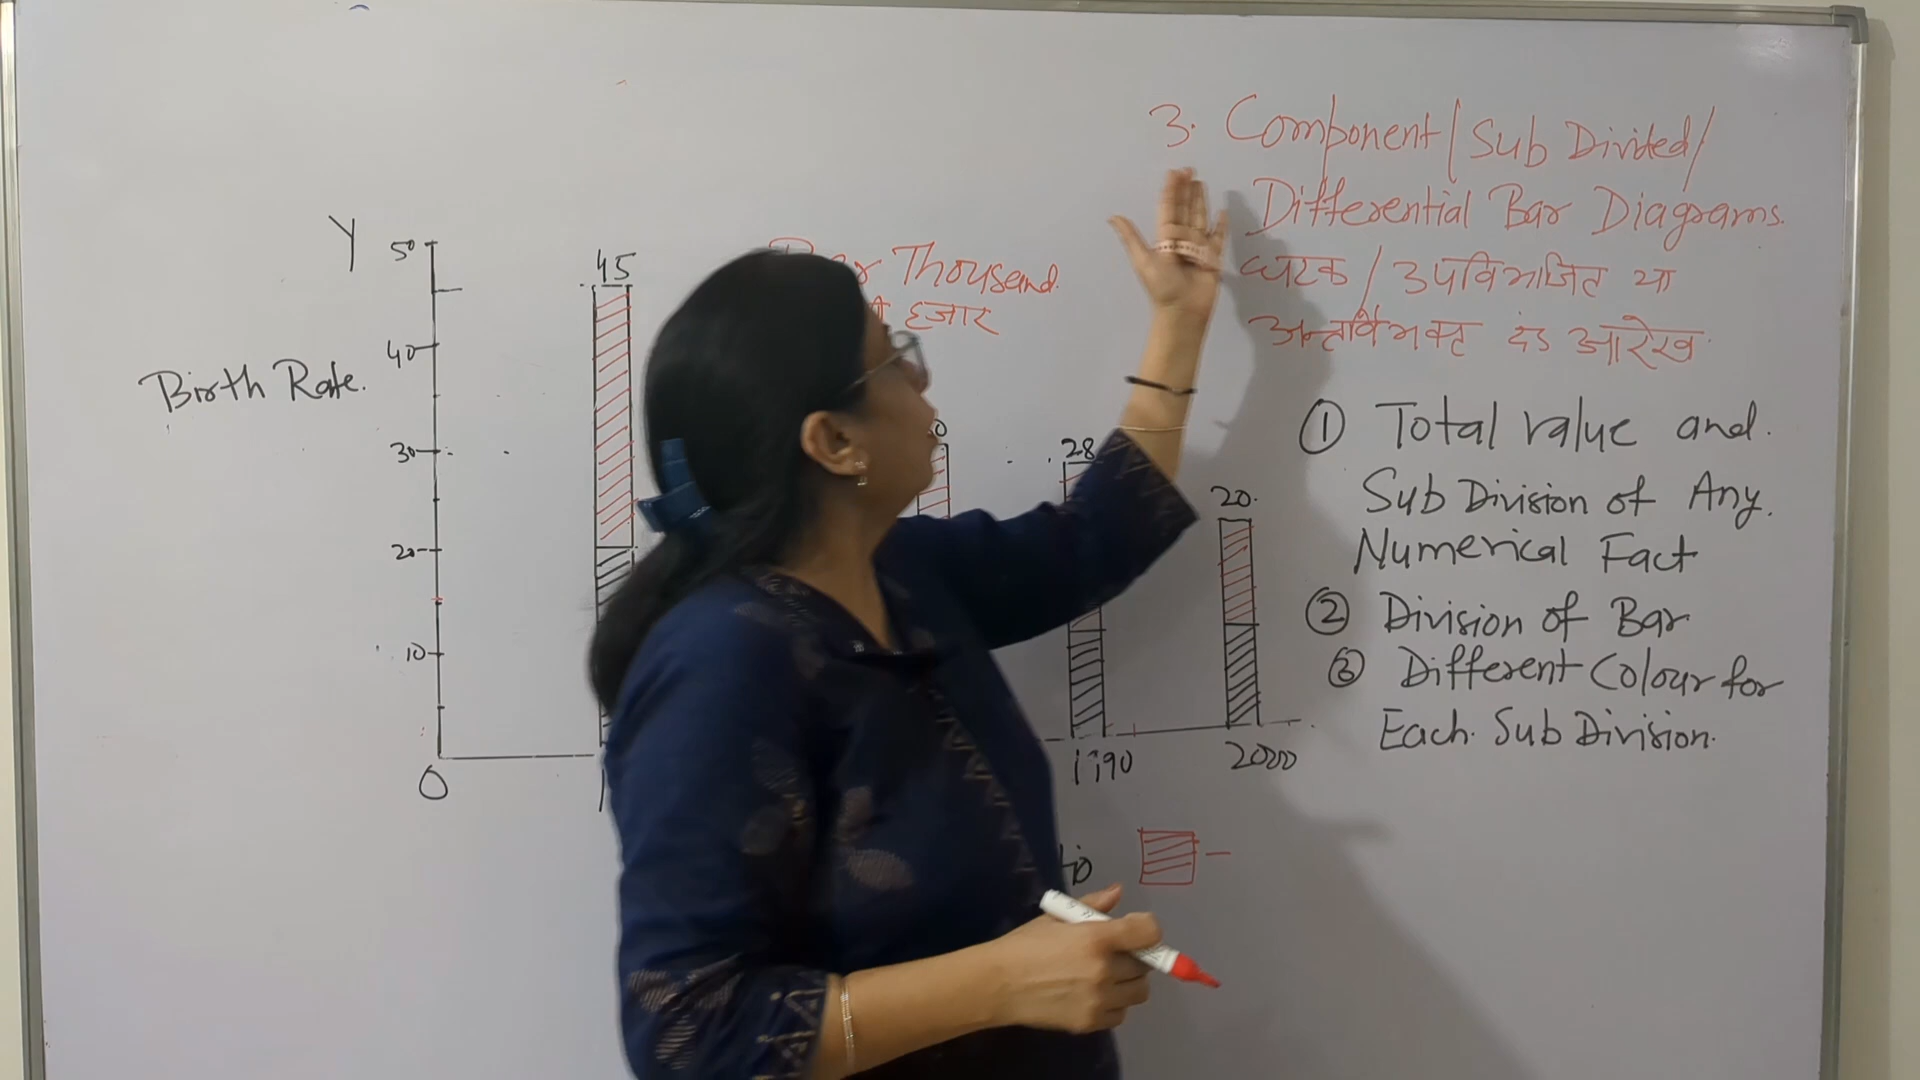 3. Component/Sub Divided/
Differential Bar Diagrams.
घटक/उपविभाजित या
अन्तर्विभक्ट दंड आरेख.
Thousand.
हजार
① Total value and.
Sub Division of Any.
Numerical Fact
② Division of Bar
③ Different Colour for
Each. Sub Division.
Y
50
40
30
20
10
0
Birth Rate.
45
28
20.
1990
2000